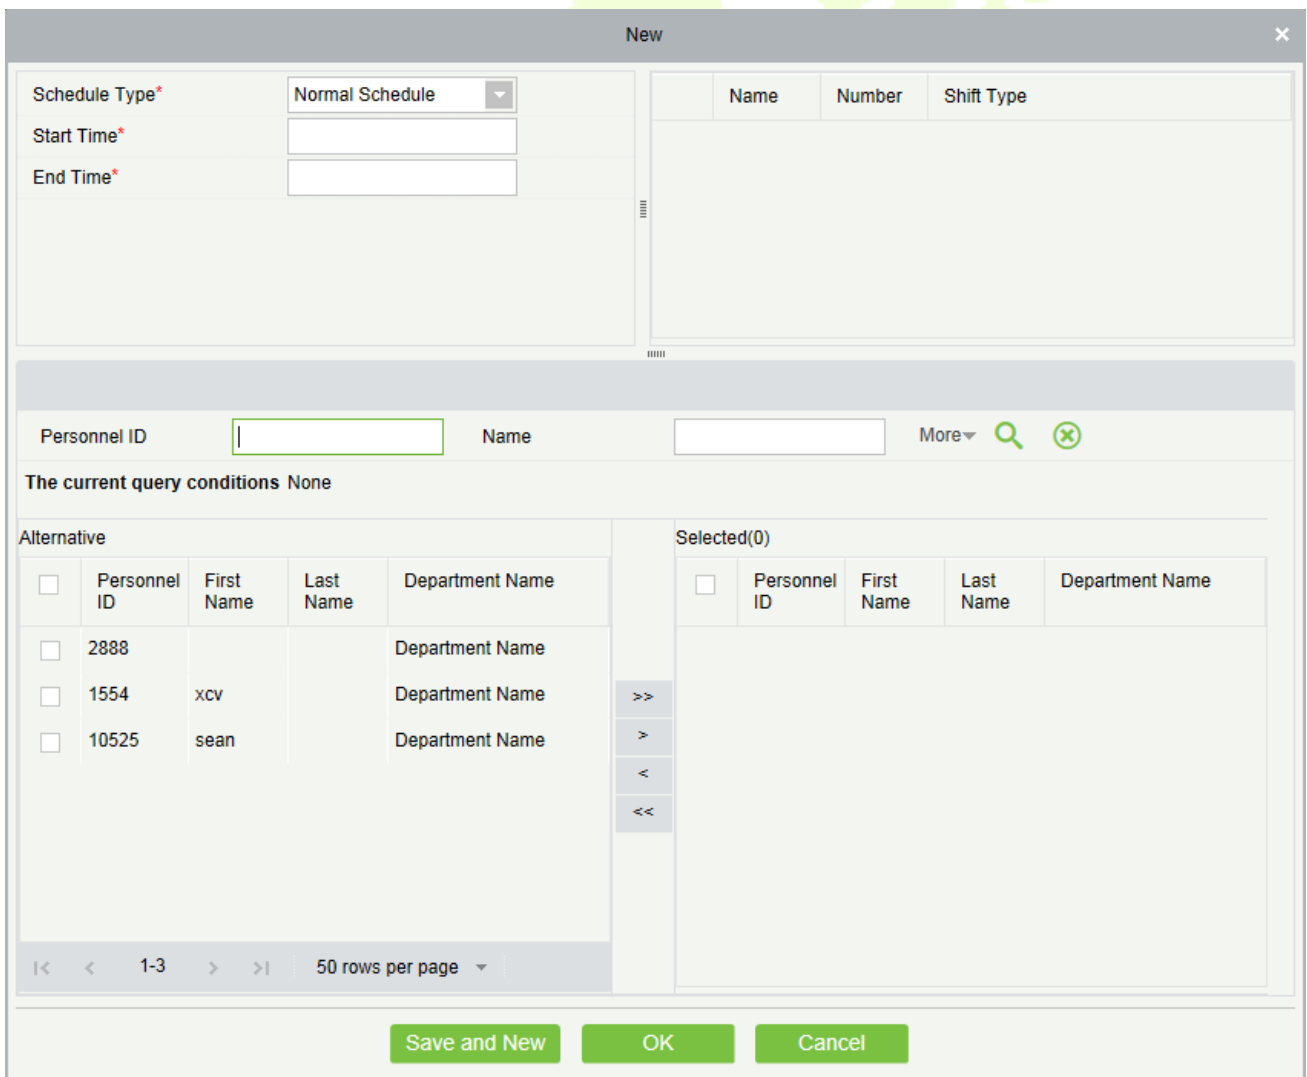 New ×
Schedule Type* Normal Schedule
Start Time*
End Time*
Name Number Shift Type
Personnel ID Name More
The current query conditions None
Alternative
Personnel ID First Name Last Name Department Name
2888 Department Name
1554 xcv Department Name
10525 sean Department Name
>>
>
<
<<
Selected(0)
Personnel ID First Name Last Name Department Name
|< < 1-3 > >| 50 rows per page
Save and New OK Cancel